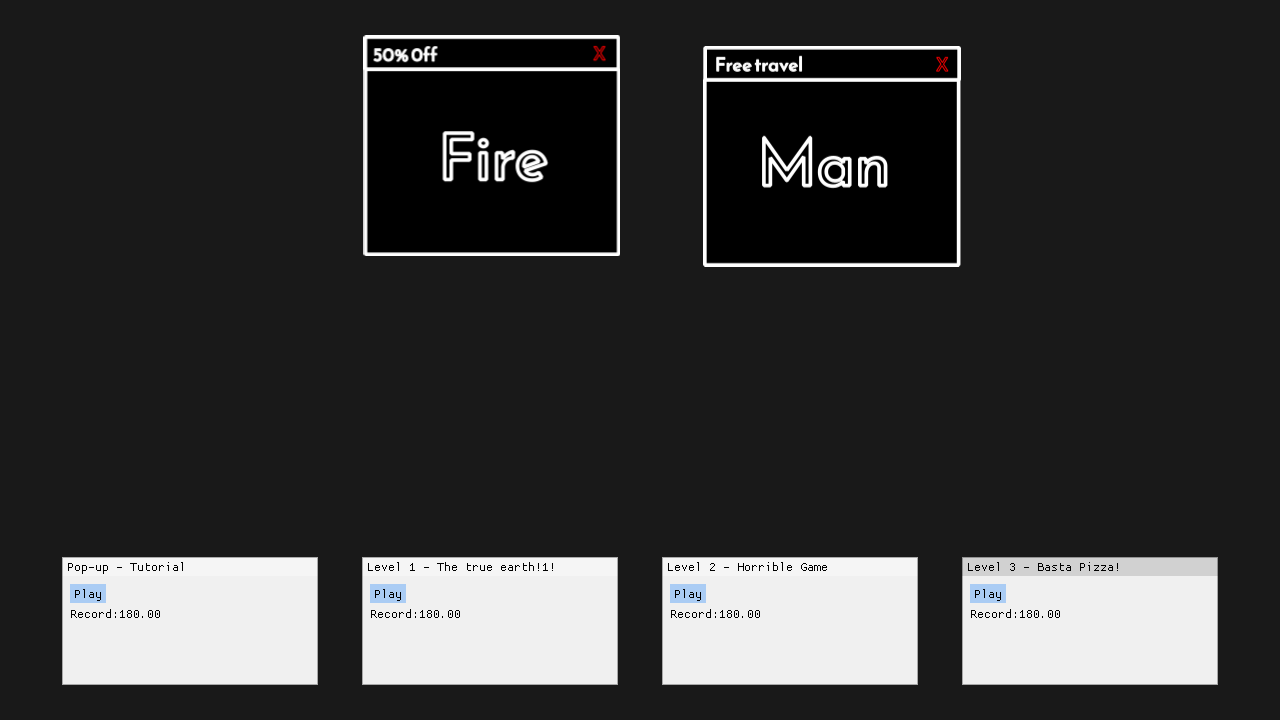 50% Off X
Fire
Free travel X
Man
Pop-up - Tutorial
Play
Record:180.00
Level 1 - The true earth!1!
Play
Record:180.00
Level 2 - Horrible Game
Play
Record:180.00
Level 3 - Basta Pizza!
Play
Record:180.00